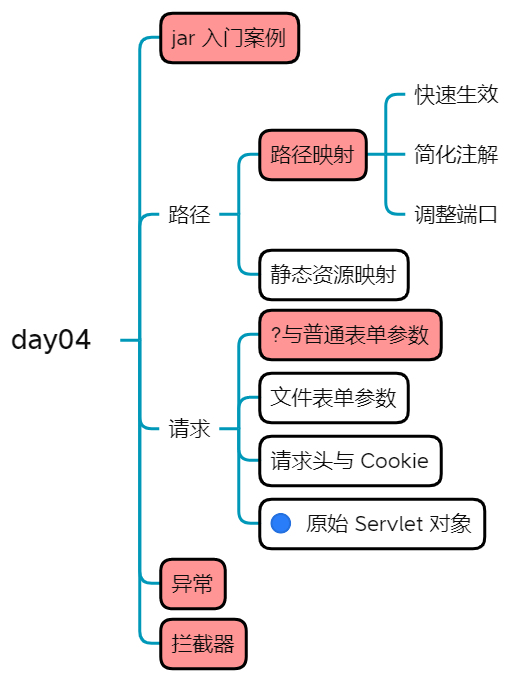 day04
jar 入门案例
路径
路径映射
快速生效
简化注解
调整端口
静态资源映射
请求
?与普通表单参数
文件表单参数
请求头与 Cookie
原始 Servlet 对象
异常
拦截器